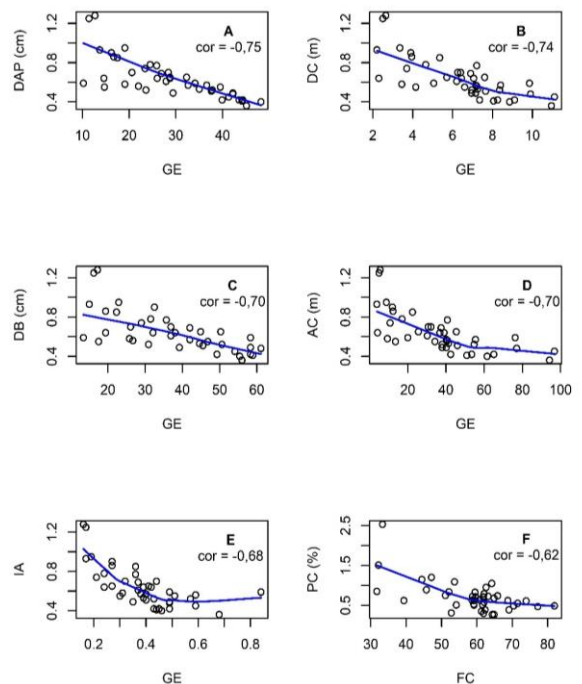 A
cor = -0,75
DAP (cm)
0.4 0.8 1.2
10 20 30 40
GE
B
cor = -0,74
DC (m)
0.4 0.8 1.2
2 4 6 8 10
GE
C
cor = -0,70
DB (cm)
0.4 0.8 1.2
20 30 40 50 60
GE
D
cor = -0,70
AC (m)
0.4 0.8 1.2
0 20 40 60 80 100
GE
E
cor = -0,68
IA
0.4 0.8 1.2
0.2 0.4 0.6 0.8
GE
F
cor = -0,62
PC (%)
0.5 1.5 2.5
30 40 50 60 70 80
FC